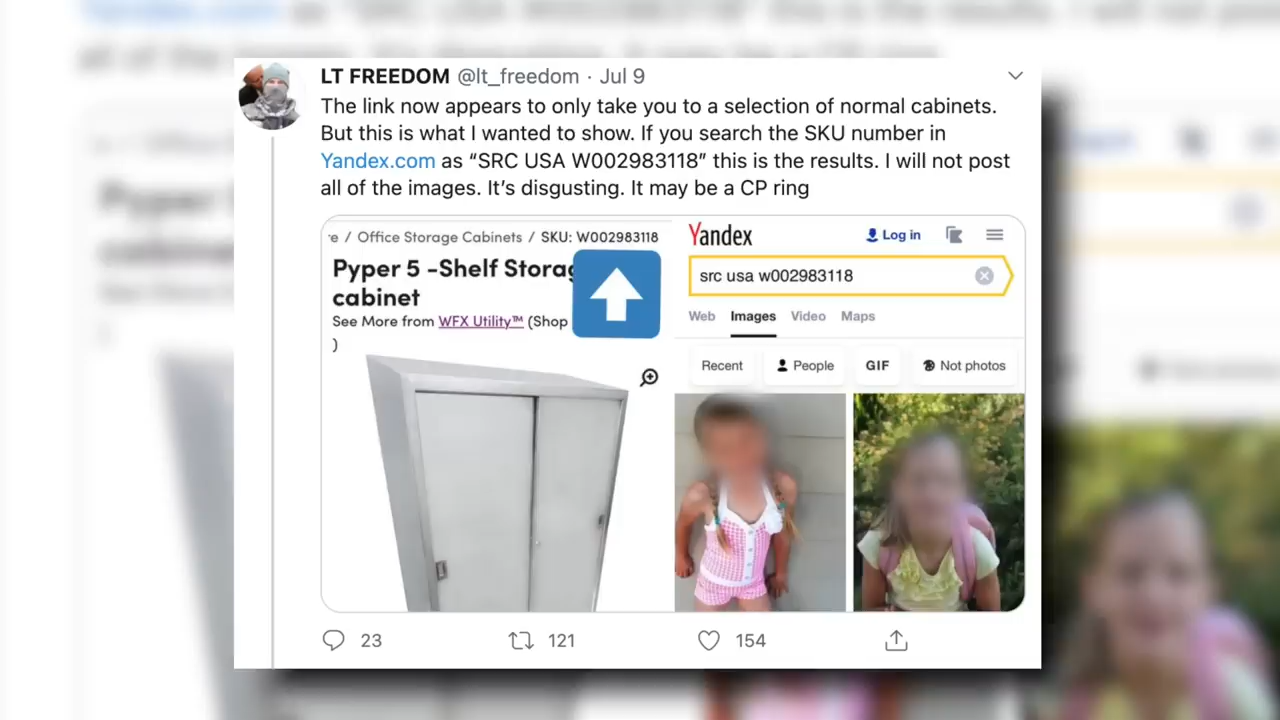 LT FREEDOM @lt_freedom · Jul 9
The link now appears to only take you to a selection of normal cabinets.
But this is what I wanted to show. If you search the SKU number in
Yandex.com as “SRC USA W002983118” this is the results. I will not post
all of the images. It’s disgusting. It may be a CP ring
re / Office Storage Cabinets / SKU: W002983118
Pyper 5 -Shelf Storag
cabinet
See More from WFX Utility™ (Shop
)
Yandex
Log in
src usa w002983118
Web Images Video Maps
Recent People GIF Not photos
23 121 154